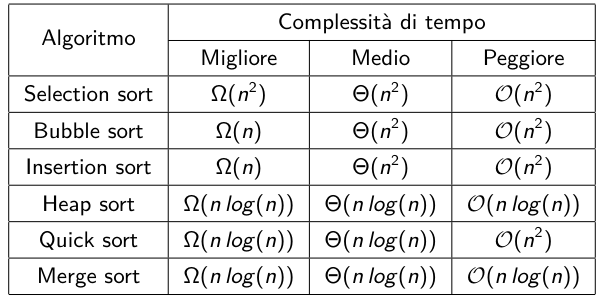 Algoritmo Complessità di tempo
Migliore Medio Peggiore
Selection sort Ω(n²) Θ(n²) 𝒪(n²)
Bubble sort Ω(n) Θ(n²) 𝒪(n²)
Insertion sort Ω(n) Θ(n²) 𝒪(n²)
Heap sort Ω(n log(n)) Θ(n log(n)) 𝒪(n log(n))
Quick sort Ω(n log(n)) Θ(n log(n)) 𝒪(n²)
Merge sort Ω(n log(n)) Θ(n log(n)) 𝒪(n log(n))